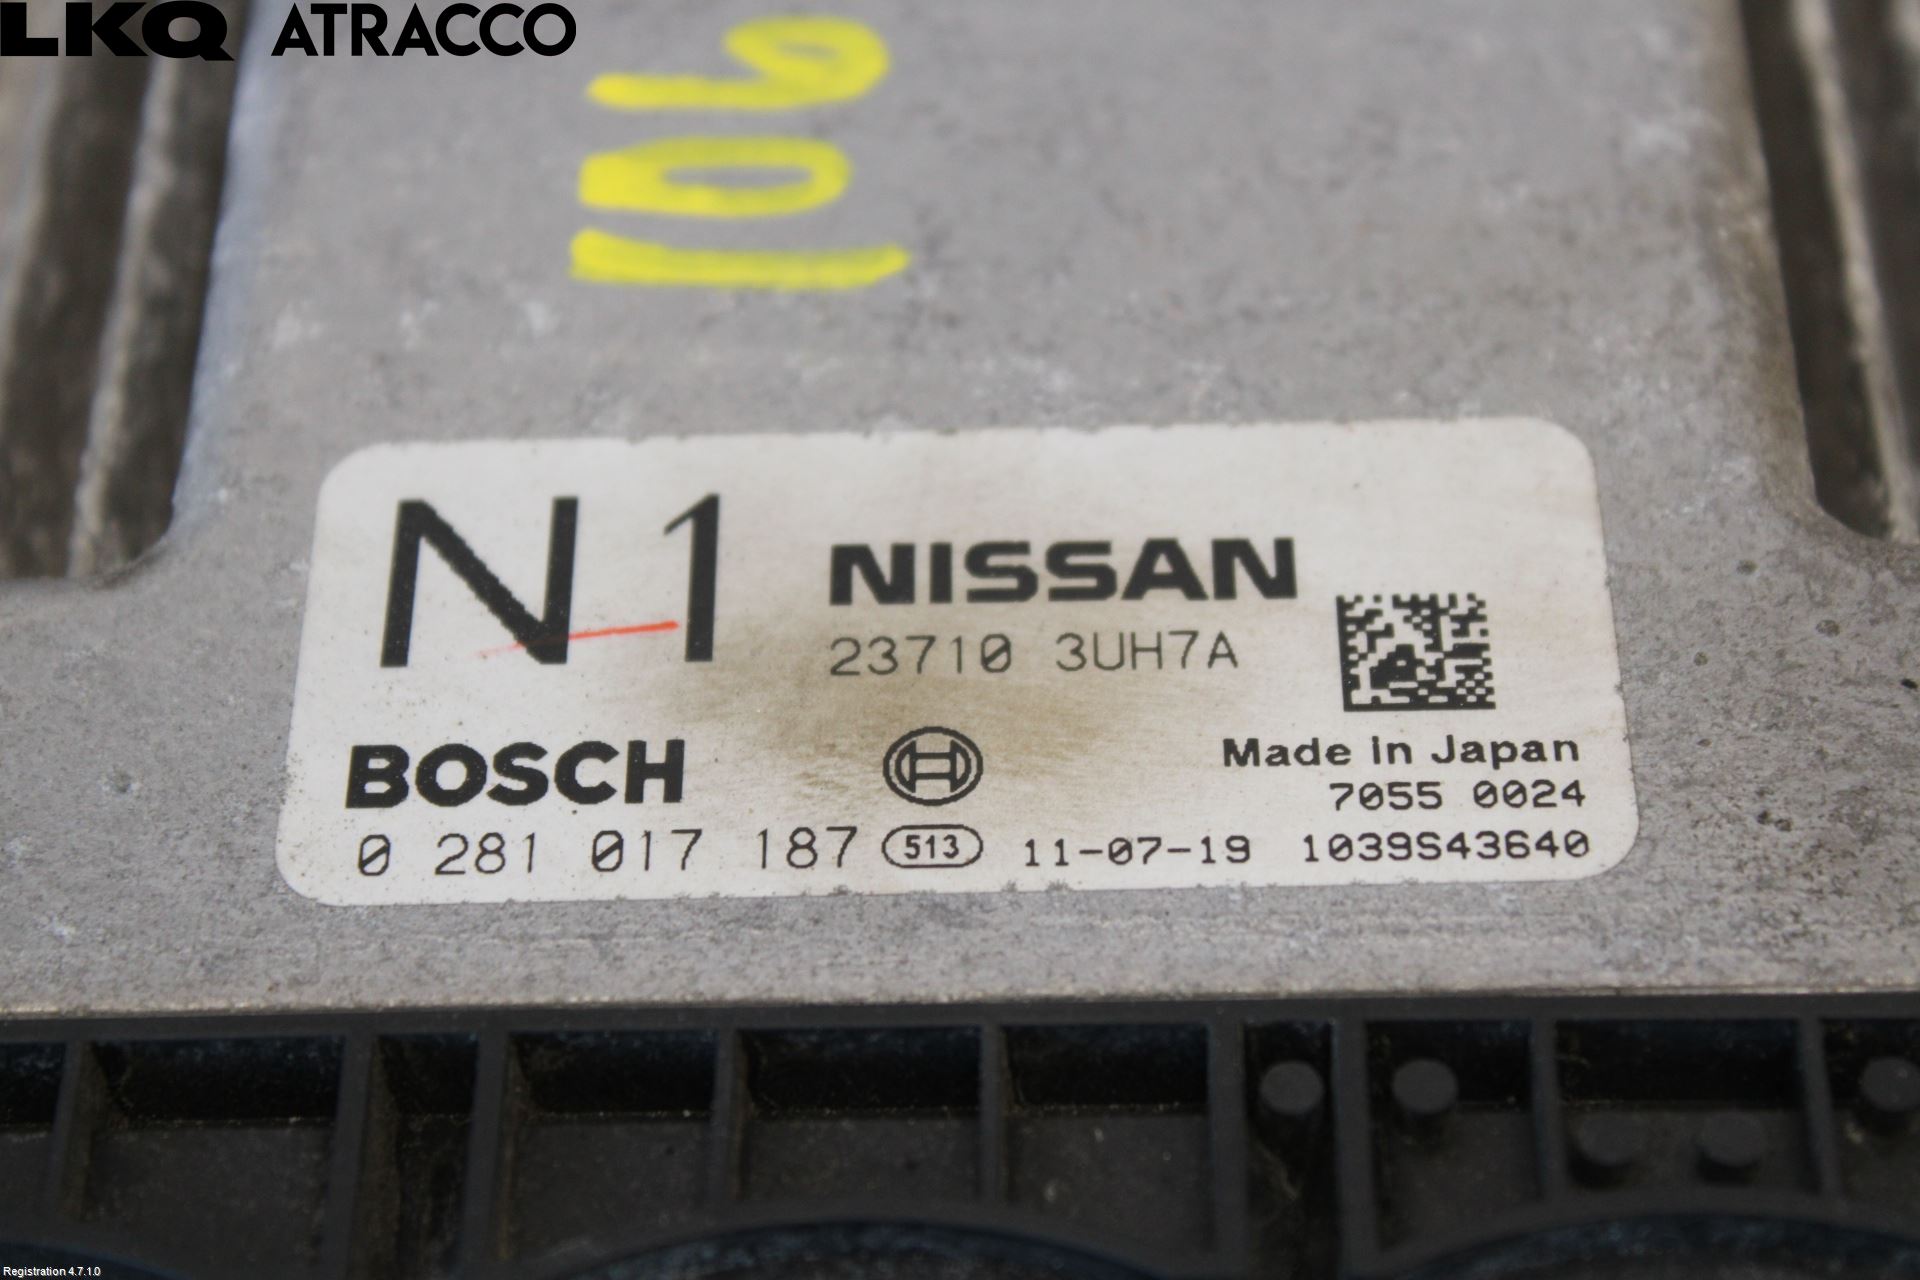 LKQ ATRACCO
106
N1
NISSAN
23710 3UH7A
BOSCH
Made in Japan
7055 0024
0 281 017 187 513 11-07-19 1039S43640
Registration 4.7.1.0